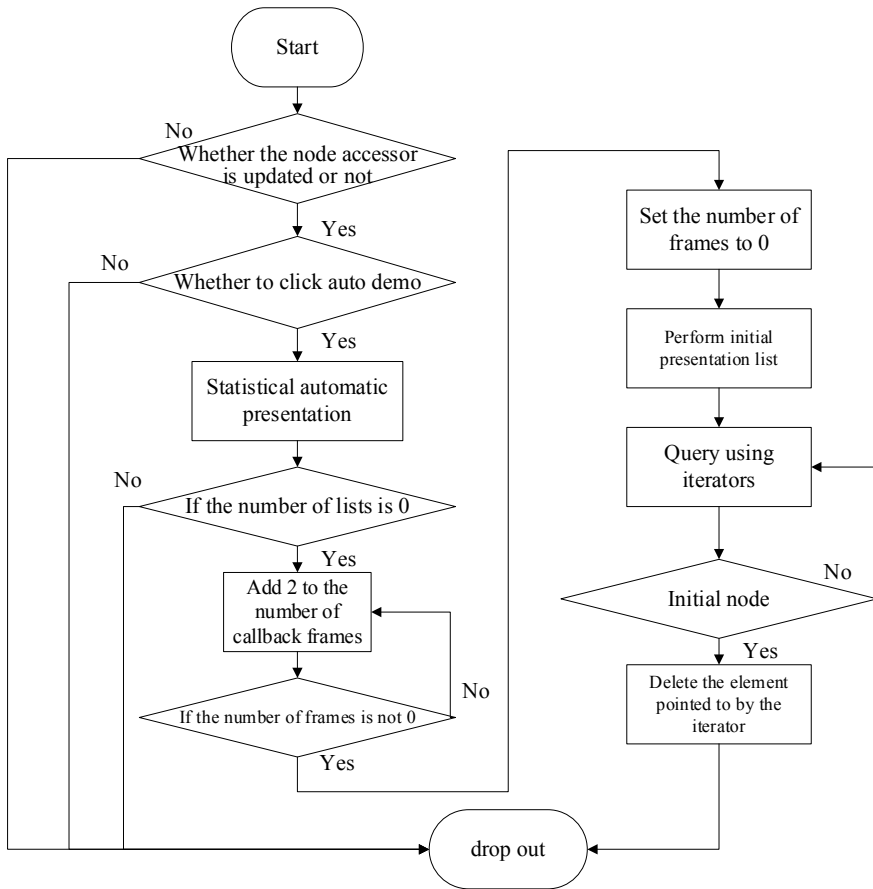 Start
No
Whether the node accessor
is updated or not
Yes
No
Whether to click auto demo
Yes
Statistical automatic
presentation
No
If the number of lists is 0
Yes
Add 2 to the
number of
callback frames
No
If the number of frames is not 0
Yes
Set the number of
frames to 0
Perform initial
presentation list
Query using
iterators
No
Initial node
Yes
Delete the element
pointed to by the
iterator
drop out